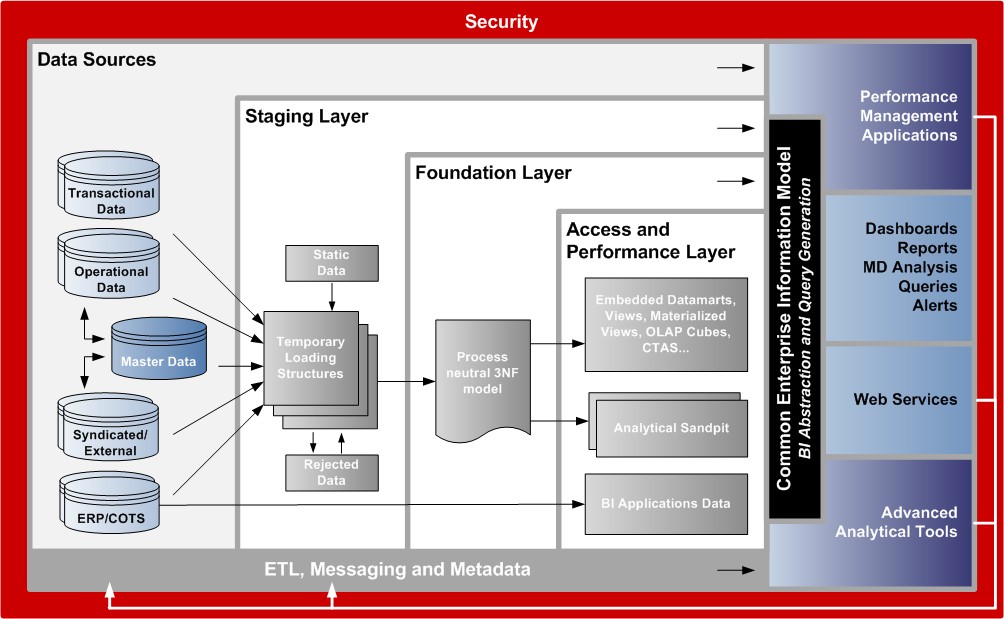 Security
Data Sources
Staging Layer
Foundation Layer
Access and
Performance Layer
Transactional
Data
Operational
Data
Master Data
Syndicated/
External
ERP/COTS
Static
Data
Temporary
Loading
Structures
Rejected
Data
Process
neutral 3NF
model
Embedded Datamarts,
Views, Materialized
Views, OLAP Cubes,
CTAS...
Analytical Sandpit
BI Applications Data
Common Enterprise Information Model
BI Abstraction and Query Generation
Performance
Management
Applications
Dashboards
Reports
MD Analysis
Queries
Alerts
Web Services
Advanced
Analytical Tools
ETL, Messaging and Metadata